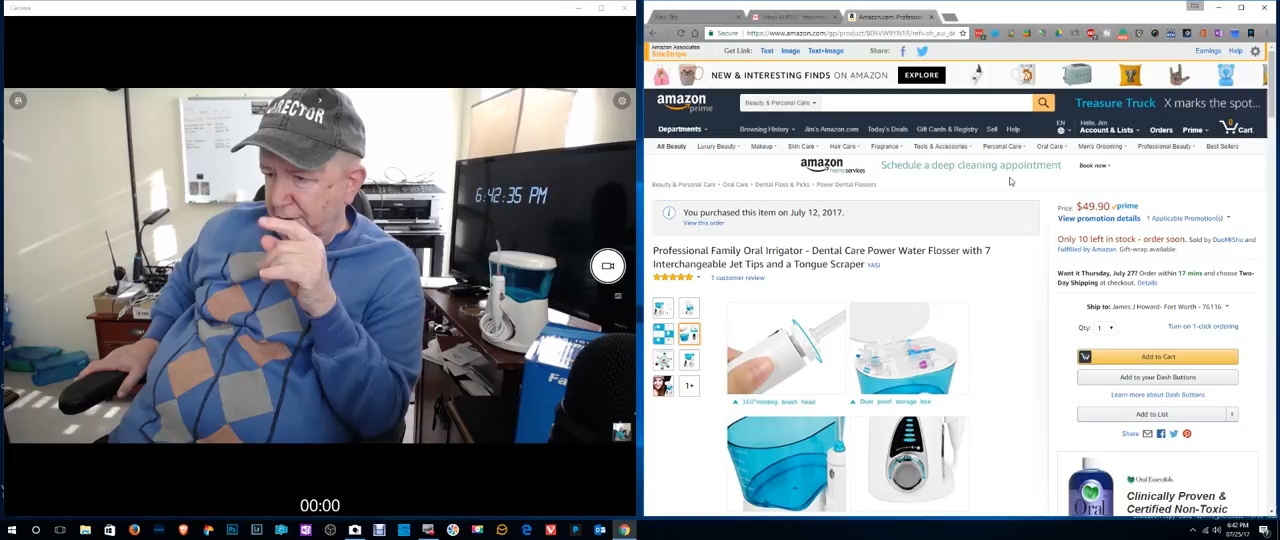 Camera
DIRECTOR
6:42:35 PM
Fa
00:00
New Tab
Amazon.com: Professio
Secure
https://www.amazon.com/gp/product/B06VW9YN1R/ref=oh_aui_de
Amazon Associates
SiteStripe
Get Link: Text Image Text+Image Share:
Earnings Help
NEW & INTERESTING FINDS ON AMAZON EXPLORE
amazon prime
Beauty & Personal Care
Treasure Truck X marks the spot...
Departments
Browsing History Jim's Amazon.com Today's Deals Gift Cards & Registry Sell Help
EN
Hello, Jim
Account & Lists Orders Prime 0 Cart
All Beauty Luxury Beauty Makeup Skin Care Hair Care Fragrance Tools & Accessories Personal Care Oral Care Men's Grooming Professional Beauty Best Sellers
amazon home services
Schedule a deep cleaning appointment
Book now
Beauty & Personal Care › Oral Care › Dental Floss & Picks › Power Dental Flossers
You purchased this item on July 12, 2017.
View this order
Professional Family Oral Irrigator - Dental Care Power Water Flosser with 7
Interchangeable Jet Tips and a Tongue Scraper YASI
1 customer review
1+
360°rotating brush head
Dust proof storage box
Price: $49.90 prime
View promotion details 1 Applicable Promotion(s)
Only 10 left in stock - order soon. Sold by DuoMiShu and
Fulfilled by Amazon. Gift-wrap available.
Want it Thursday, July 27? Order within 17 mins and choose Two-
Day Shipping at checkout. Details
Ship to: James J Howard- Fort Worth - 76116
Qty: 1
Turn on 1-click ordering
Add to Cart
Add to your Dash Buttons
Learn more about Dash Buttons
Add to List
Share
Oral Essentials
Oral
Clinically Proven &
Certified Non-Toxic
6:42 PM
07/25/17